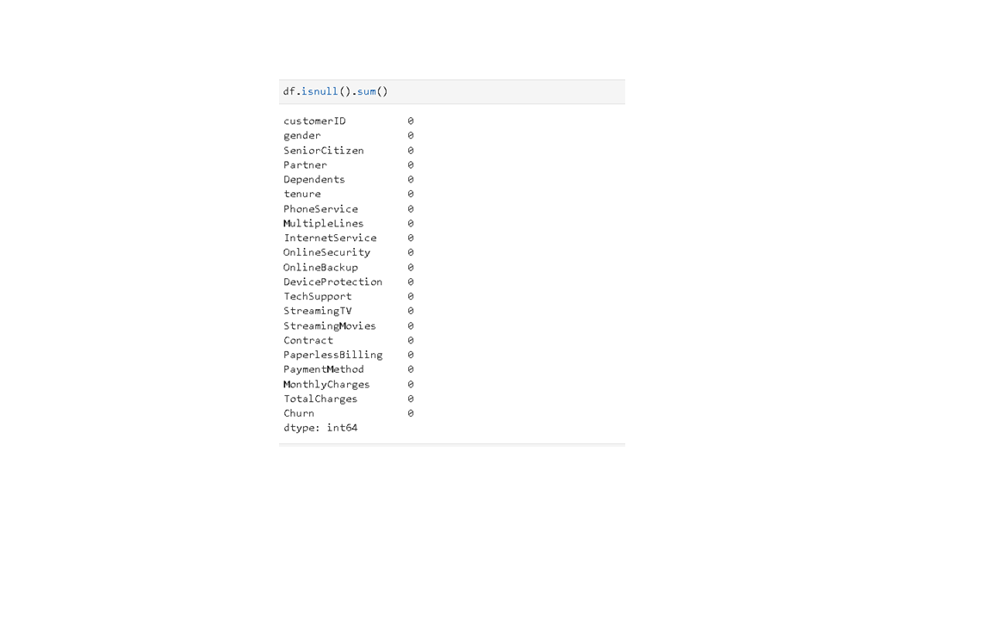 df.isnull().sum()
customerID 0
gender 0
SeniorCitizen 0
Partner 0
Dependents 0
tenure 0
PhoneService 0
MultipleLines 0
InternetService 0
OnlineSecurity 0
OnlineBackup 0
DeviceProtection 0
TechSupport 0
StreamingTV 0
StreamingMovies 0
Contract 0
PaperlessBilling 0
PaymentMethod 0
MonthlyCharges 0
TotalCharges 0
Churn 0
dtype: int64